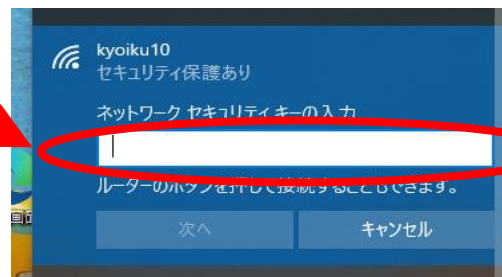 kyoiku10
セキュリティ保護あり
ネットワーク セキュリティ キーの入力
ルーターのボタンを押して接続することもできます。
次へ
キャンセル